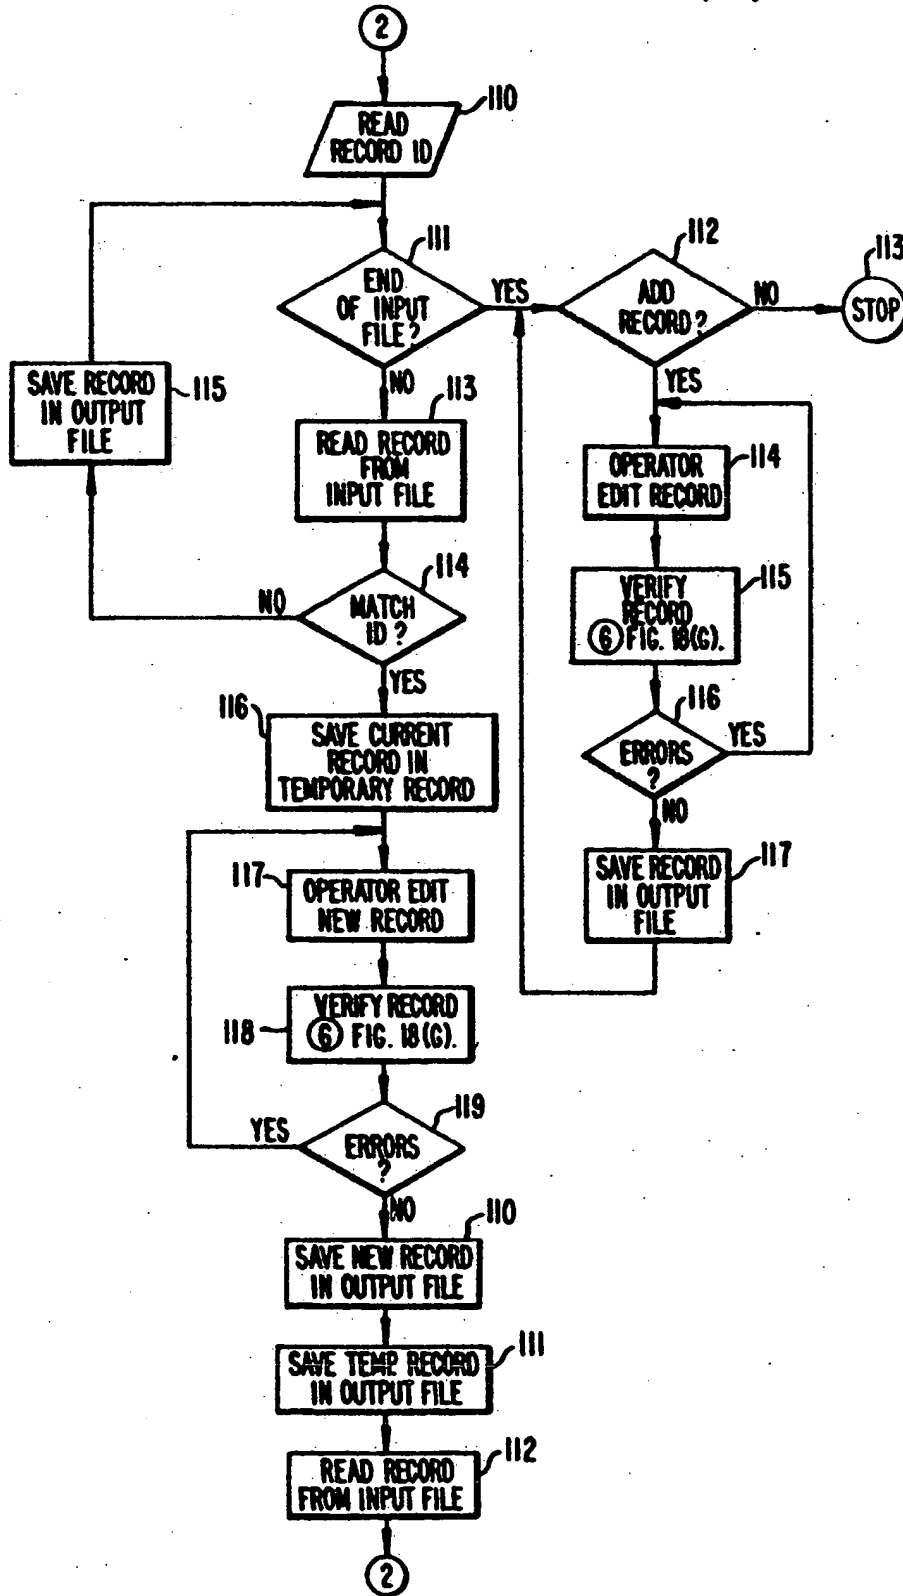 2
110
READ
RECORD ID
111
END
OF INPUT
FILE?
YES
NO
112
ADD
RECORD?
NO
YES
113
STOP
SAVE RECORD
IN OUTPUT
FILE
115
113
READ RECORD
FROM
INPUT FILE
114
MATCH
ID?
NO
YES
114
OPERATOR
EDIT RECORD
115
VERIFY
RECORD
6 FIG. 18(G).
116
ERRORS
?
YES
NO
117
SAVE RECORD
IN OUTPUT
FILE
116
SAVE CURRENT
RECORD IN
TEMPORARY RECORD
117
OPERATOR EDIT
NEW RECORD
118
VERIFY RECORD
6 FIG. 18(G).
119
ERRORS
?
YES
NO
110
SAVE NEW RECORD
IN OUTPUT FILE
111
SAVE TEMP RECORD
IN OUTPUT FILE
112
READ RECORD
FROM INPUT FILE
2